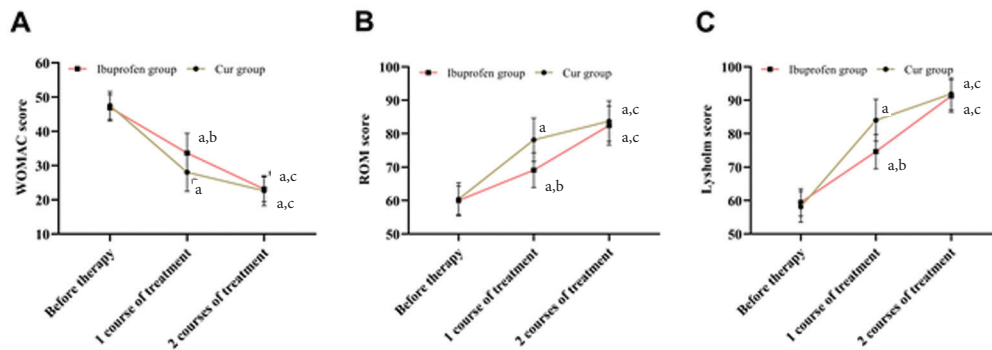 A
Ibuprofen group Cur group
WOMAC score
60
50
40
30
20
10
a,b
a
a,c
a,c
Before therapy
1 course of treatment
2 courses of treatment
B
Ibuprofen group Cur group
ROM score
100
90
80
70
60
50
a
a,b
a,c
a,c
Before therapy
1 course of treatment
2 courses of treatment
C
Ibuprofen group Cur group
Lysholm score
100
90
80
70
60
50
a
a,b
a,c
a,c
Before therapy
1 course of treatment
2 courses of treatment